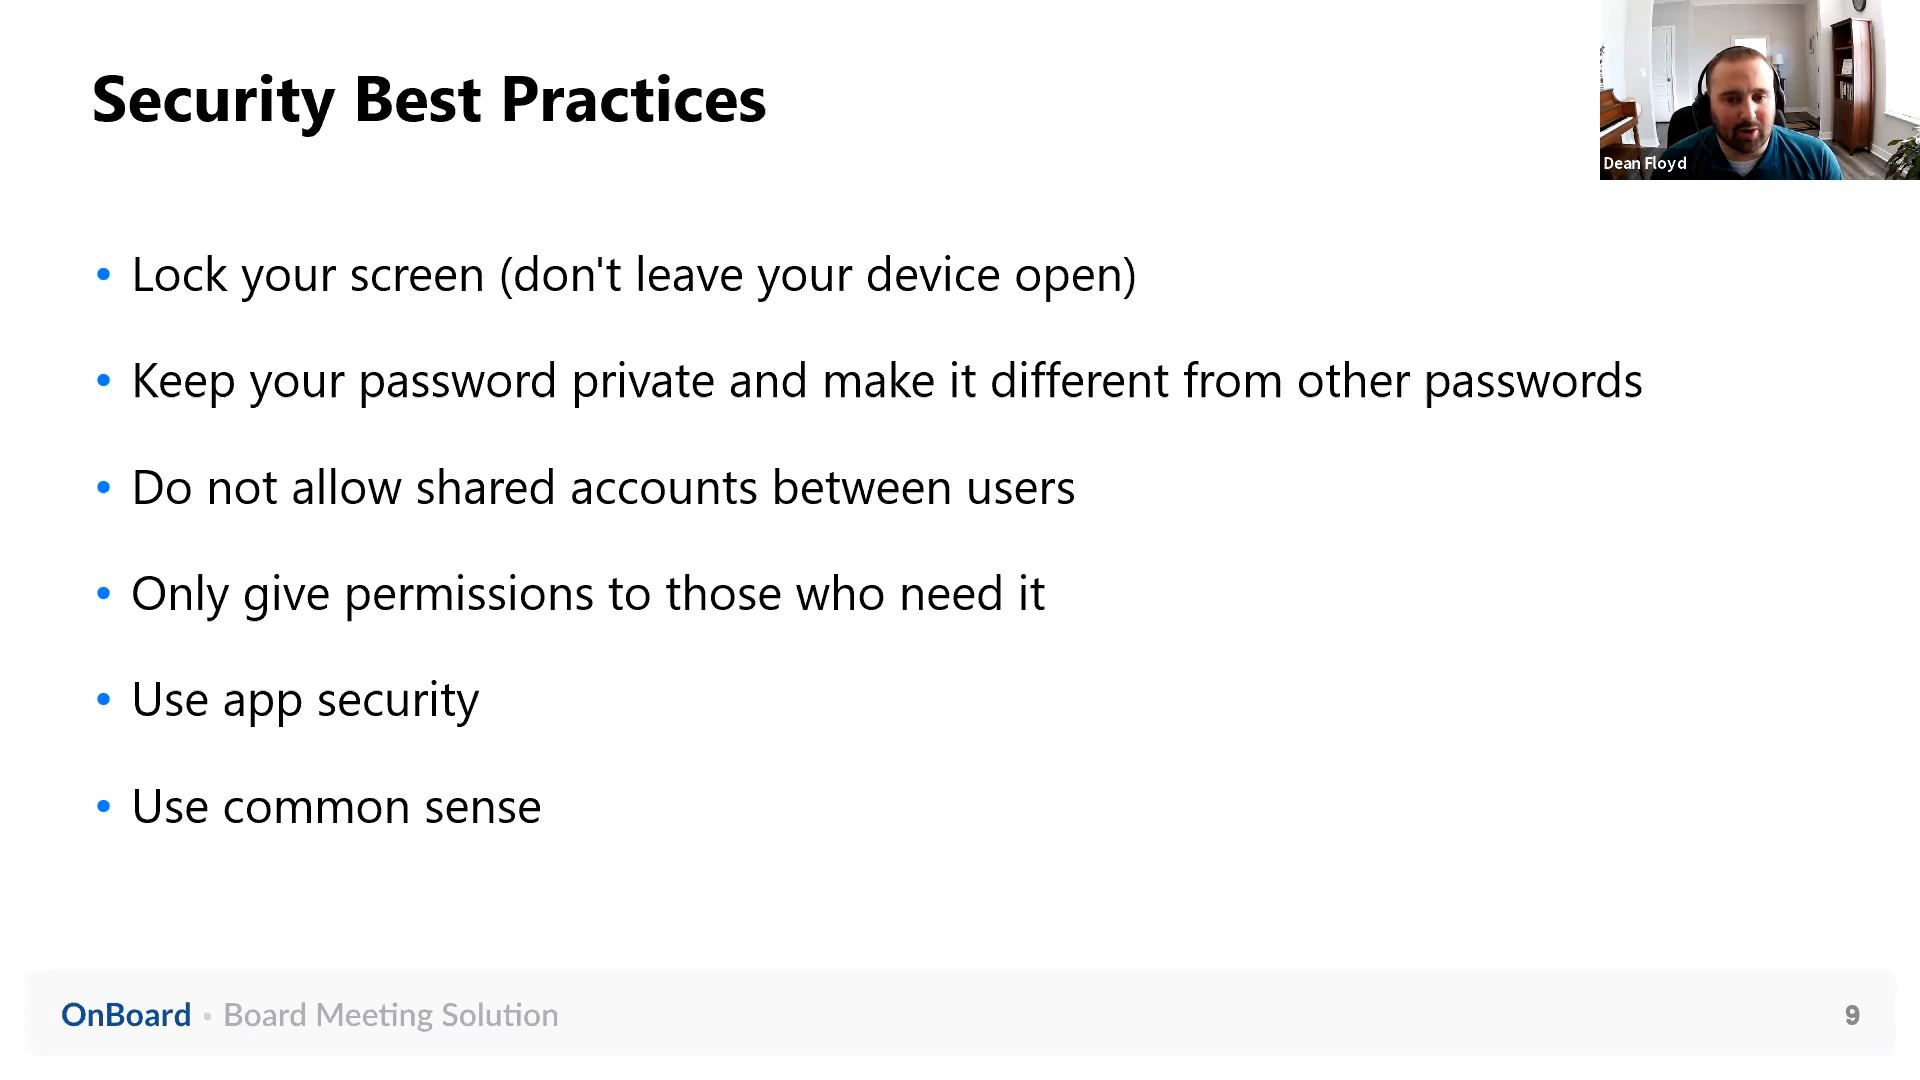 Security Best Practices
Dean Floyd
• Lock your screen (don't leave your device open)
• Keep your password private and make it different from other passwords
• Do not allow shared accounts between users
• Only give permissions to those who need it
• Use app security
• Use common sense
OnBoard • Board Meeting Solution
9